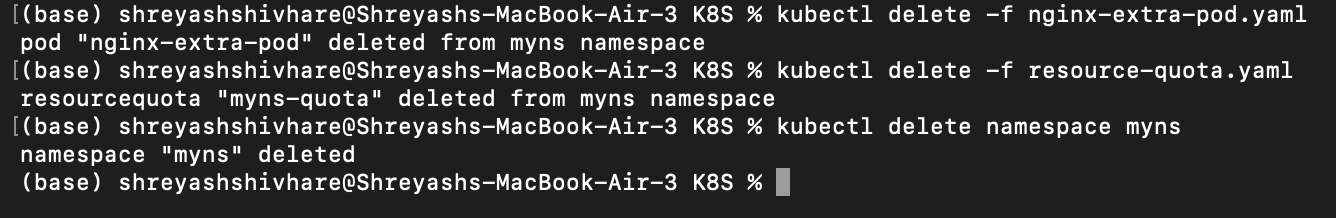 [(base) shreyashshivhare@Shreyashs-MacBook-Air-3 K8S % kubectl delete -f nginx-extra-pod.yaml
pod "nginx-extra-pod" deleted from myns namespace
[(base) shreyashshivhare@Shreyashs-MacBook-Air-3 K8S % kubectl delete -f resource-quota.yaml
resourcequota "myns-quota" deleted from myns namespace
[(base) shreyashshivhare@Shreyashs-MacBook-Air-3 K8S % kubectl delete namespace myns
namespace "myns" deleted
(base) shreyashshivhare@Shreyashs-MacBook-Air-3 K8S %